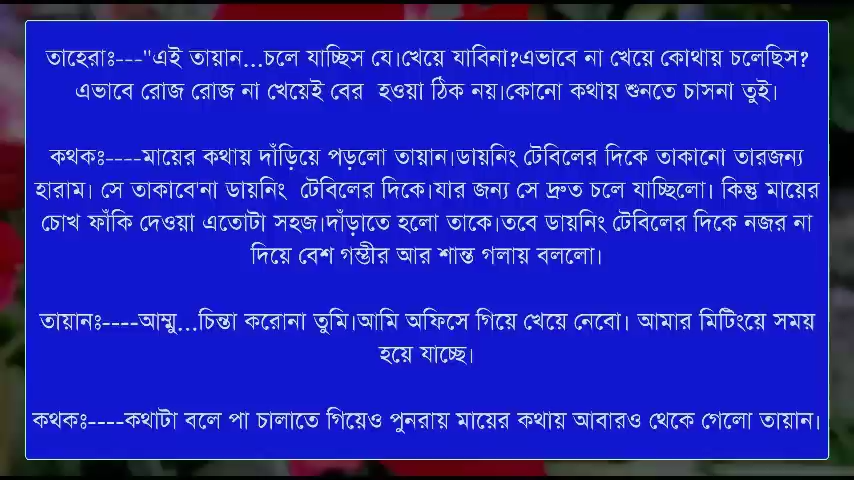 তাহেরাঃ---"এই তায়ান...চলে যাচ্ছিস যে।খেয়ে যাবিনা?এভাবে না খেয়ে কোথায় চলেছিস?
এভাবে রোজ রোজ না খেয়েই বের হওয়া ঠিক নয়।কোনো কথায় শুনতে চাসনা তুই।
কথকঃ----মায়ের কথায় দাঁড়িয়ে পড়লো তায়ান।ডায়নিং টেবিলের দিকে তাকানো তারজন্য
হারাম। সে তাকাবে'না ডায়নিং টেবিলের দিকে।যার জন্য সে দ্রুত চলে যাচ্ছিলো। কিন্তু মায়ের
চোখ ফাঁকি দেওয়া এতোটা সহজ।দাঁড়াতে হলো তাকে।তবে ডায়নিং টেবিলের দিকে নজর না
দিয়ে বেশ গম্ভীর আর শান্ত গলায় বললো।
তায়ানঃ----আম্মু...চিন্তা করোনা তুমি।আমি অফিসে গিয়ে খেয়ে নেবো। আমার মিটিংয়ে সময়
হয়ে যাচ্ছে।
কথকঃ----কথাটা বলে পা চালাতে গিয়েও পুনরায় মায়ের কথায় আবারও থেকে গেলো তায়ান।